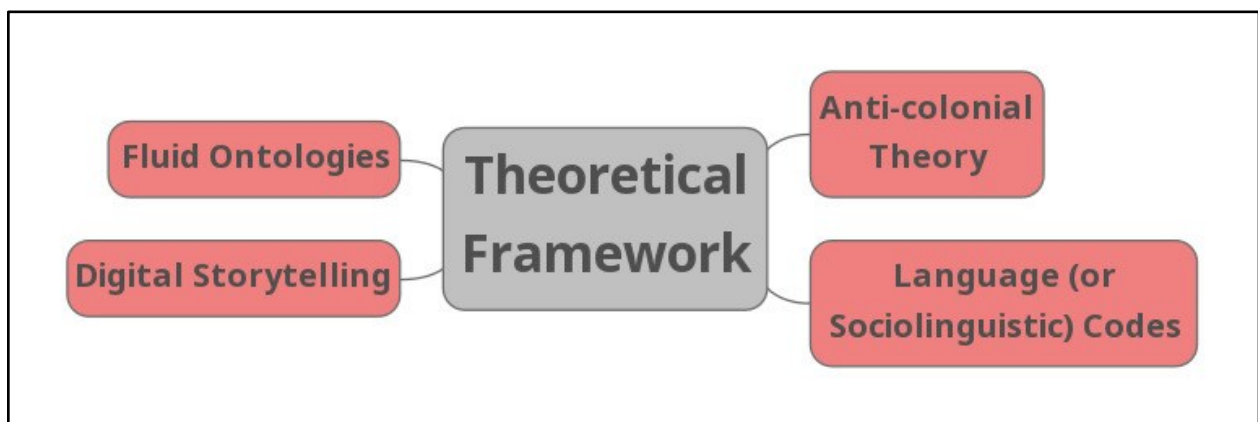 Fluid Ontologies
Digital Storytelling
Theoretical
Framework
Anti-colonial
Theory
Language (or
Sociolinguistic) Codes